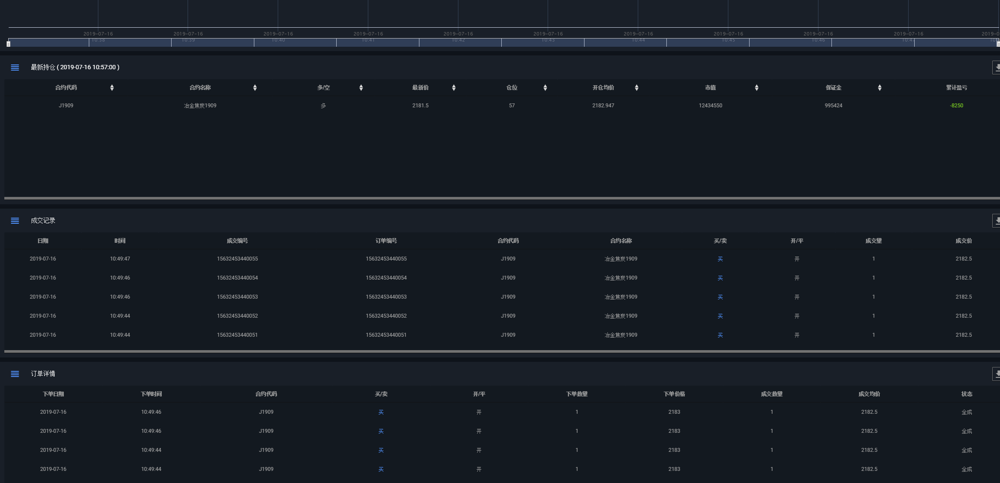 2019-07-16 2019-07-16 2019-07-16 2019-07-16 2019-07-16 2019-07-16 2019-07-16 2019-07-16 2019-07-16 2019-07-16
10:38 10:39 10:40 10:41 10:42 10:43 10:44 10:45 10:46 10:47
最新持仓 ( 2019-07-16 10:57:00 )
合约代码 合约名称 多/空 最新价 仓位 开仓均价 市值 保证金 累计盈亏
J1909 冶金焦炭1909 多 2181.5 57 2182.947 12434550 995424 -8250
成交记录
日期 时间 成交编号 订单编号 合约代码 合约名称 买/卖 开/平 成交量 成交价
2019-07-16 10:49:47 15632453440055 15632453440055 J1909 冶金焦炭1909 买 开 1 2182.5
2019-07-16 10:49:46 15632453440054 15632453440054 J1909 冶金焦炭1909 买 开 1 2182.5
2019-07-16 10:49:46 15632453440053 15632453440053 J1909 冶金焦炭1909 买 开 1 2182.5
2019-07-16 10:49:44 15632453440052 15632453440052 J1909 冶金焦炭1909 买 开 1 2182.5
2019-07-16 10:49:44 15632453440051 15632453440051 J1909 冶金焦炭1909 买 开 1 2182.5
订单详情
下单日期 下单时间 合约代码 买/卖 开/平 下单数量 下单价格 成交数量 成交均价 状态
2019-07-16 10:49:46 J1909 买 开 1 2183 1 2182.5 全成
2019-07-16 10:49:46 J1909 买 开 1 2183 1 2182.5 全成
2019-07-16 10:49:44 J1909 买 开 1 2183 1 2182.5 全成
2019-07-16 10:49:44 J1909 买 开 1 2183 1 2182.5 全成